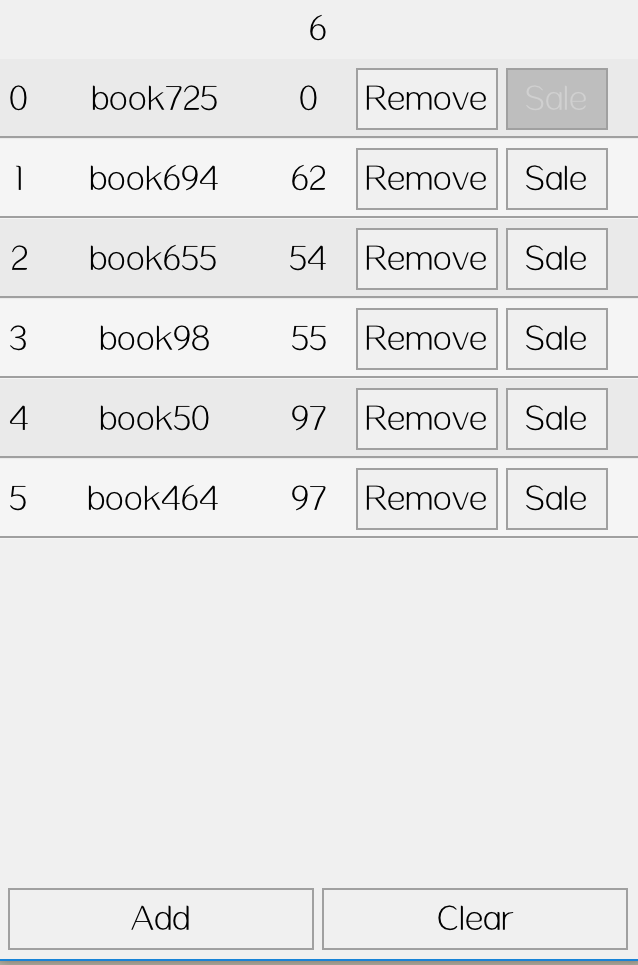 6
0 book725 0 Remove Sale
1 book694 62 Remove Sale
2 book655 54 Remove Sale
3 book98 55 Remove Sale
4 book50 97 Remove Sale
5 book464 97 Remove Sale
Add Clear